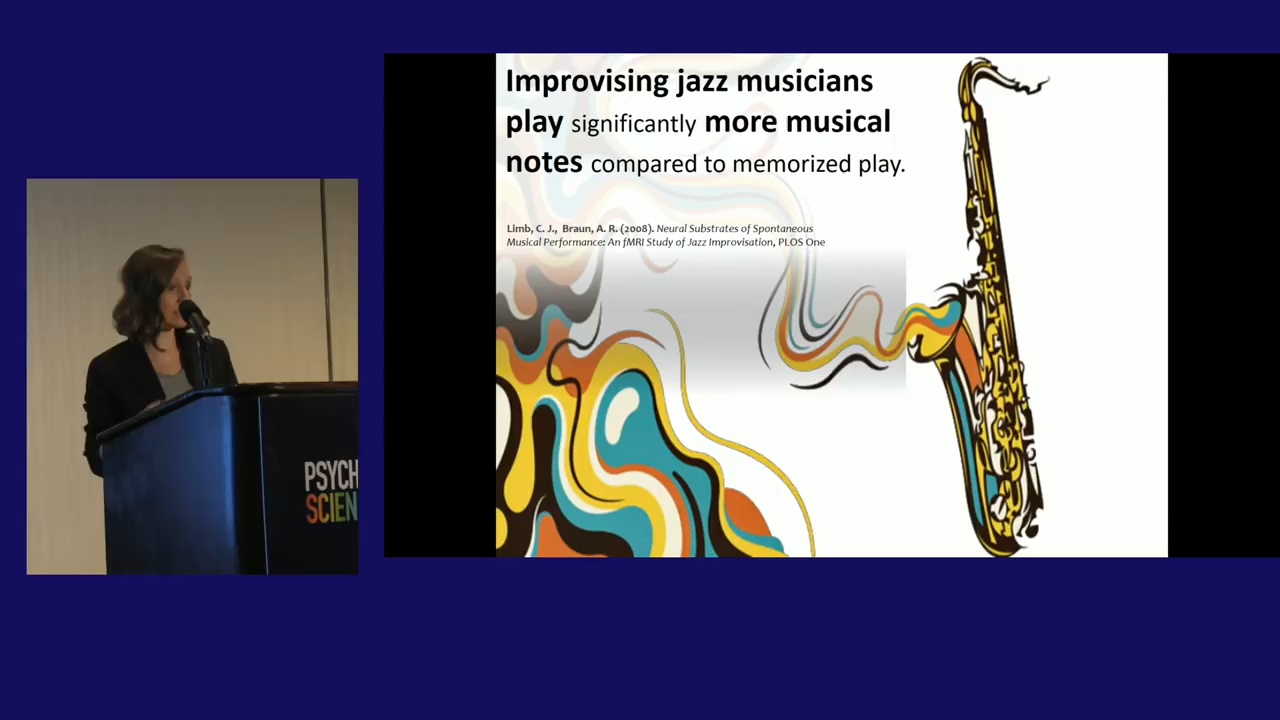 Improvising jazz musicians
play significantly more musical
notes compared to memorized play.
Limb, C. J., Braun, A. R. (2008). Neural Substrates of Spontaneous
Musical Performance: An fMRI Study of Jazz Improvisation, PLOS One
PSYCH
SCIEN